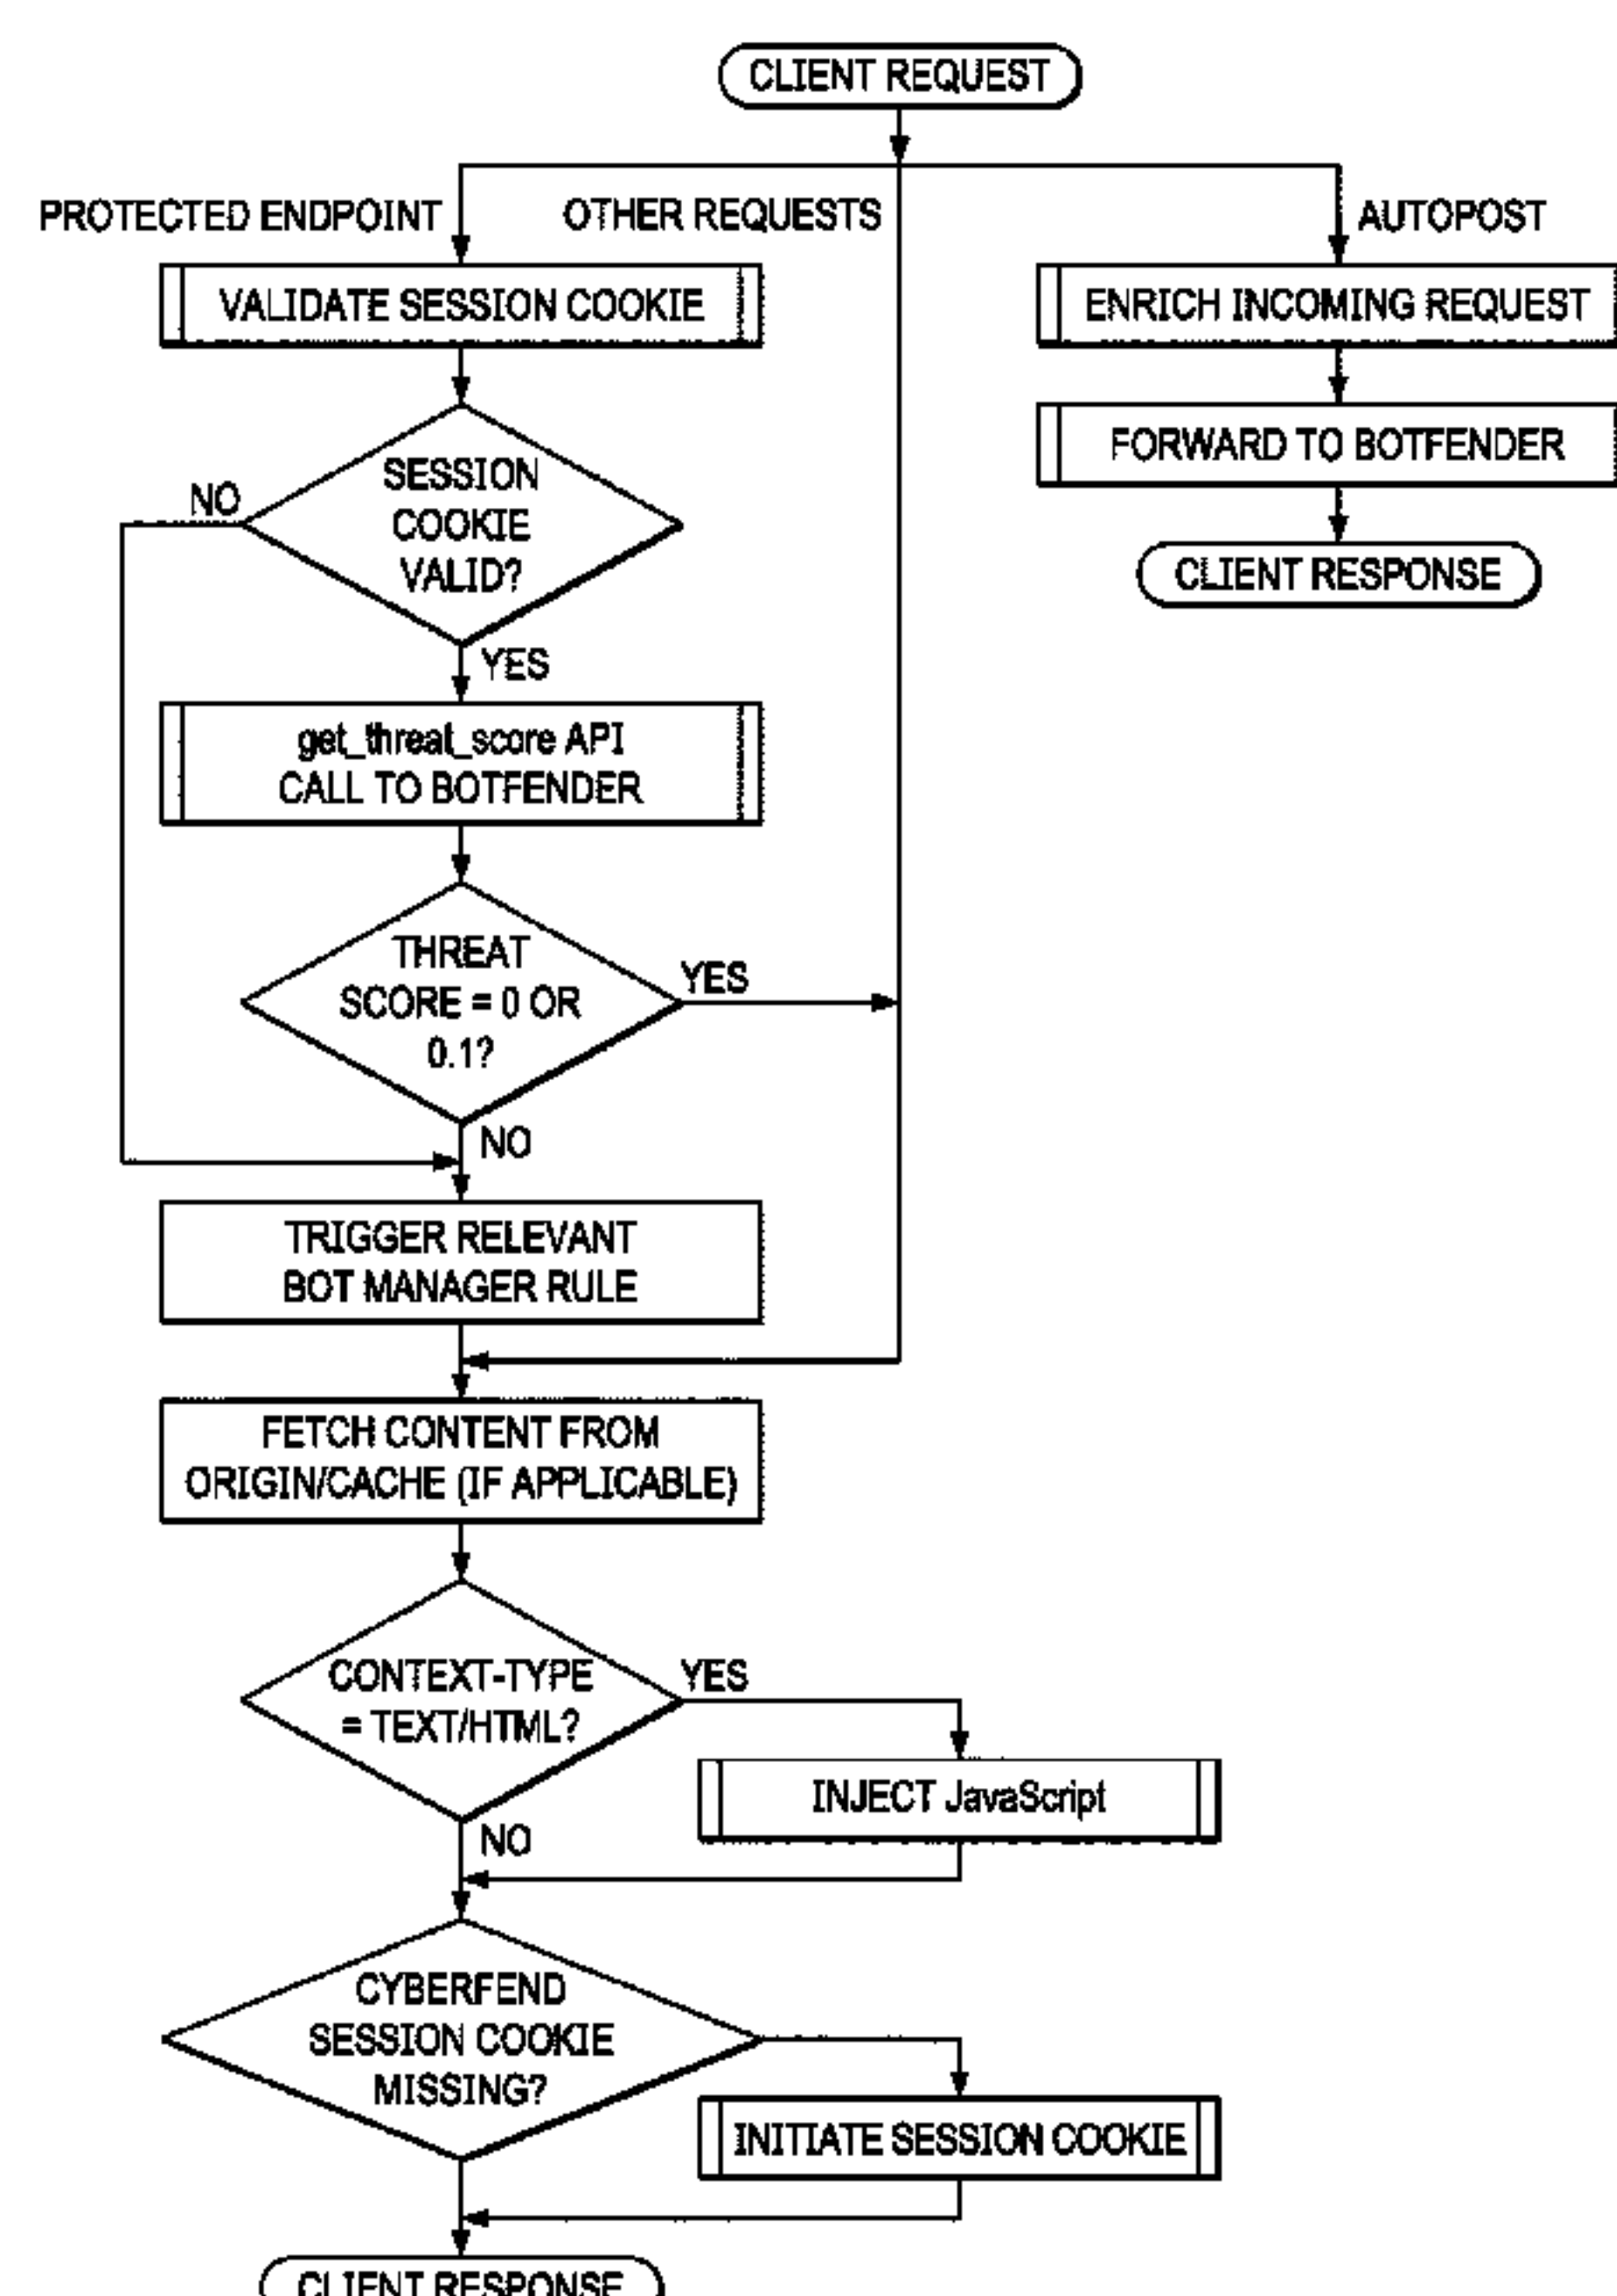 CLIENT REQUEST
PROTECTED ENDPOINT
OTHER REQUESTS
AUTOPOST
VALIDATE SESSION COOKIE
ENRICH INCOMING REQUEST
FORWARD TO BOTFENDER
CLIENT RESPONSE
SESSION
COOKIE
VALID?
NO
YES
get_threat_score API
CALL TO BOTFENDER
THREAT
SCORE = 0 OR
0.1?
YES
NO
TRIGGER RELEVANT
BOT MANAGER RULE
FETCH CONTENT FROM
ORIGIN/CACHE (IF APPLICABLE)
CONTEXT-TYPE
= TEXT/HTML?
YES
INJECT JavaScript
NO
CYBERFEND
SESSION COOKIE
MISSING?
INITIATE SESSION COOKIE
CLIENT RESPONSE